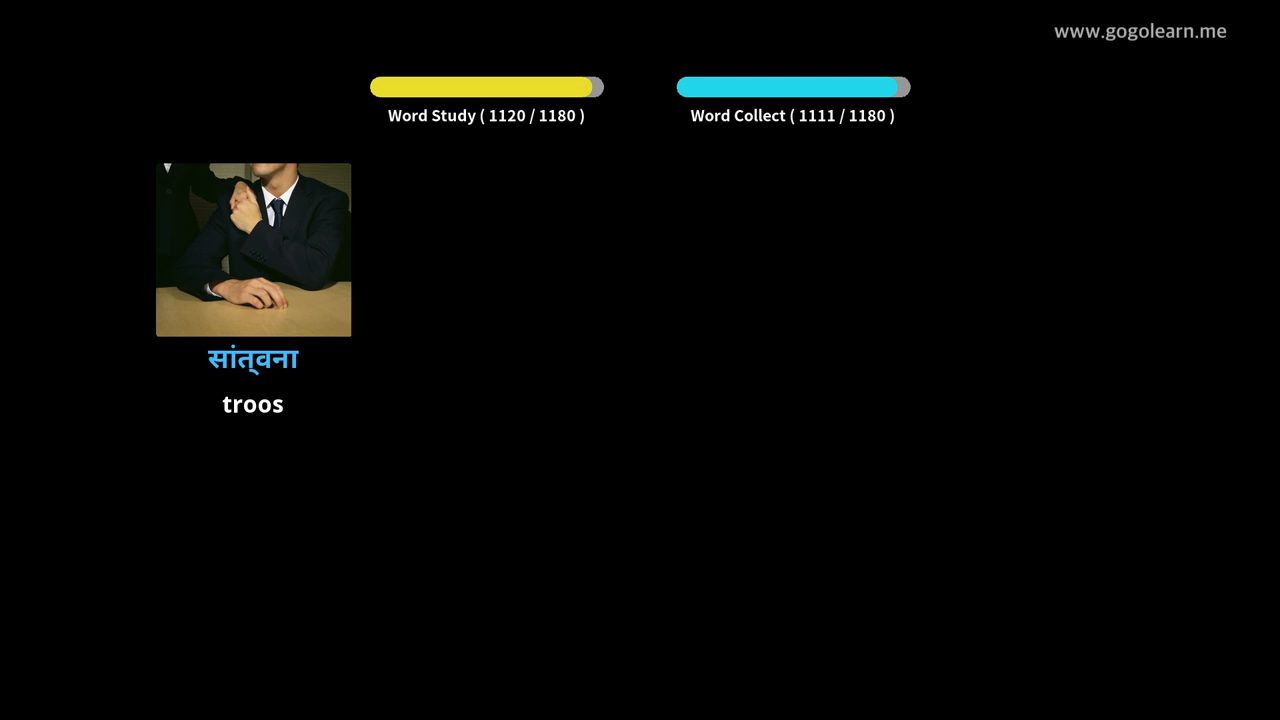 www.gogolearn.me
Word Study ( 1120 / 1180 )
Word Collect ( 1111 / 1180 )
सांत्‌वना
troos